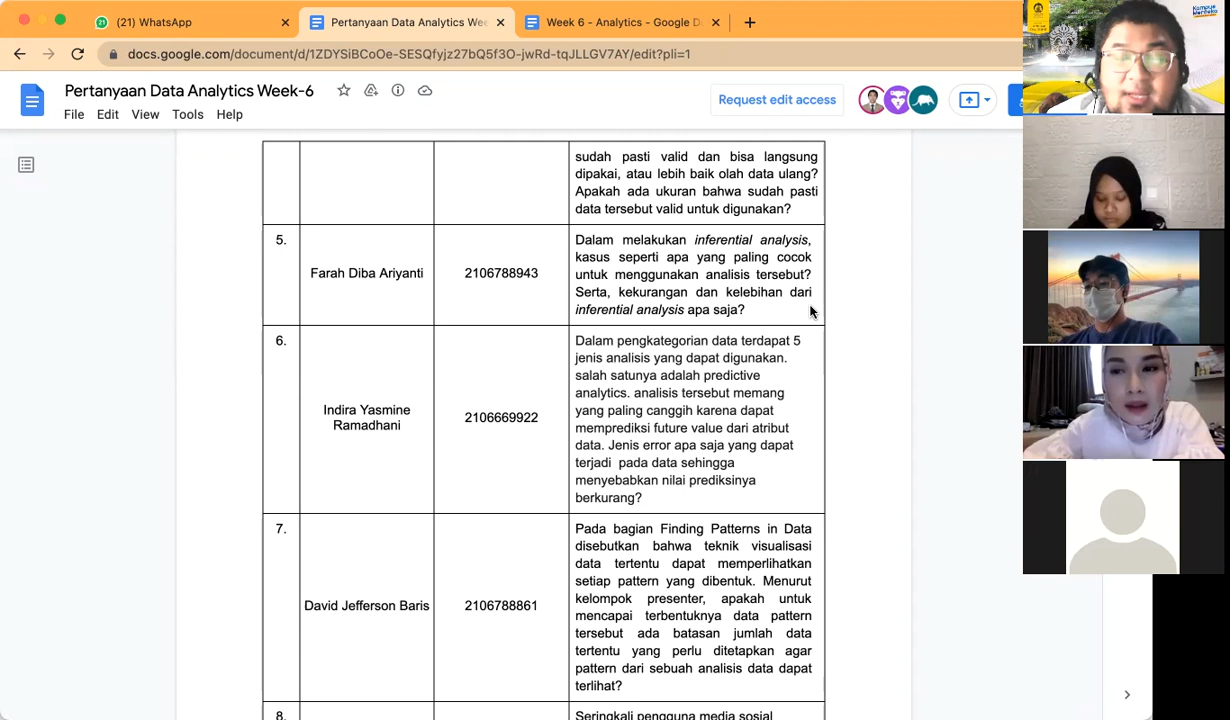 (21) WhatsApp
Pertanyaan Data Analytics Wee
Week 6 - Analytics - Google D
docs.google.com/document/d/1ZDYSiBCoOe-SESQfyjz27bQ5f3O-jwRd-tqJLLGV7AY/edit?pli=1
Pertanyaan Data Analytics Week-6
Request edit access
File Edit View Tools Help
sudah pasti valid dan bisa langsung
dipakai, atau lebih baik olah data ulang?
Apakah ada ukuran bahwa sudah pasti
data tersebut valid untuk digunakan?
5.
Farah Diba Ariyanti
2106788943
Dalam melakukan inferential analysis,
kasus seperti apa yang paling cocok
untuk menggunakan analisis tersebut?
Serta, kekurangan dan kelebihan dari
inferential analysis apa saja?
6.
Indira Yasmine
Ramadhani
2106669922
Dalam pengkategorian data terdapat 5
jenis analisis yang dapat digunakan.
salah satunya adalah predictive
analytics. analisis tersebut memang
yang paling canggih karena dapat
memprediksi future value dari atribut
data. Jenis error apa saja yang dapat
terjadi pada data sehingga
menyebabkan nilai prediksinya
berkurang?
7.
David Jefferson Baris
2106788861
Pada bagian Finding Patterns in Data
disebutkan bahwa teknik visualisasi
data tertentu dapat memperlihatkan
setiap pattern yang dibentuk. Menurut
kelompok presenter, apakah untuk
mencapai terbentuknya data pattern
tersebut ada batasan jumlah data
tertentu yang perlu ditetapkan agar
pattern dari sebuah analisis data dapat
terlihat?
8.
Seringkali pengguna media sosial